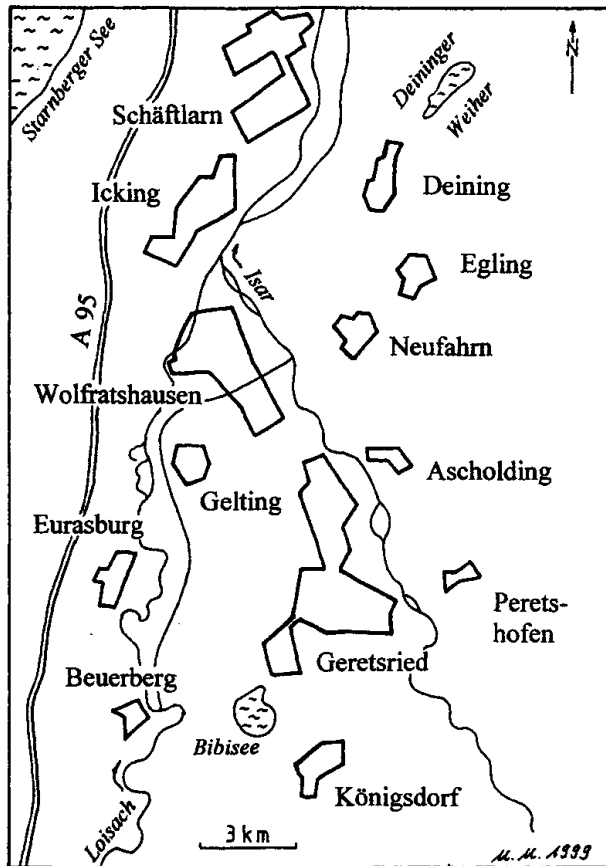 Starnberger See
N
Deininger
Weiher
Schäftlarn
Icking
Deining
Egling
Isar
A 95
Neufahrn
Wolfratshausen
Ascholding
Gelting
Eurasburg
Perets-
hofen
Geretsried
Beuerberg
Bibisee
Königsdorf
Loisach
3 km
M. M. 1999